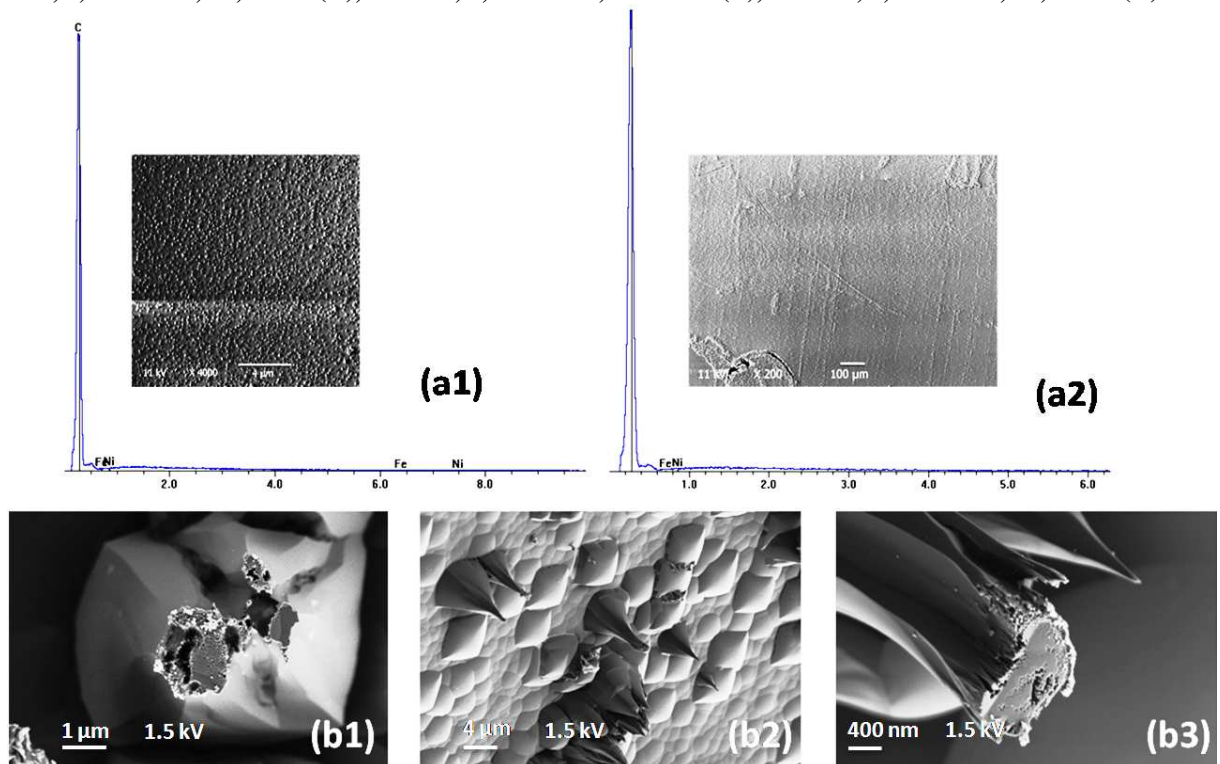 C
11 kV X 4000 4 µm
(a1)
FeNi
Fe
Ni
2.0 4.0 6.0 8.0
11 kV X 200 100 µm
(a2)
FeNi
1.0 2.0 3.0 4.0 5.0 6.0
1 µm 1.5 kV (b1)
4 µm 1.5 kV (b2)
400 nm 1.5 kV (b3)